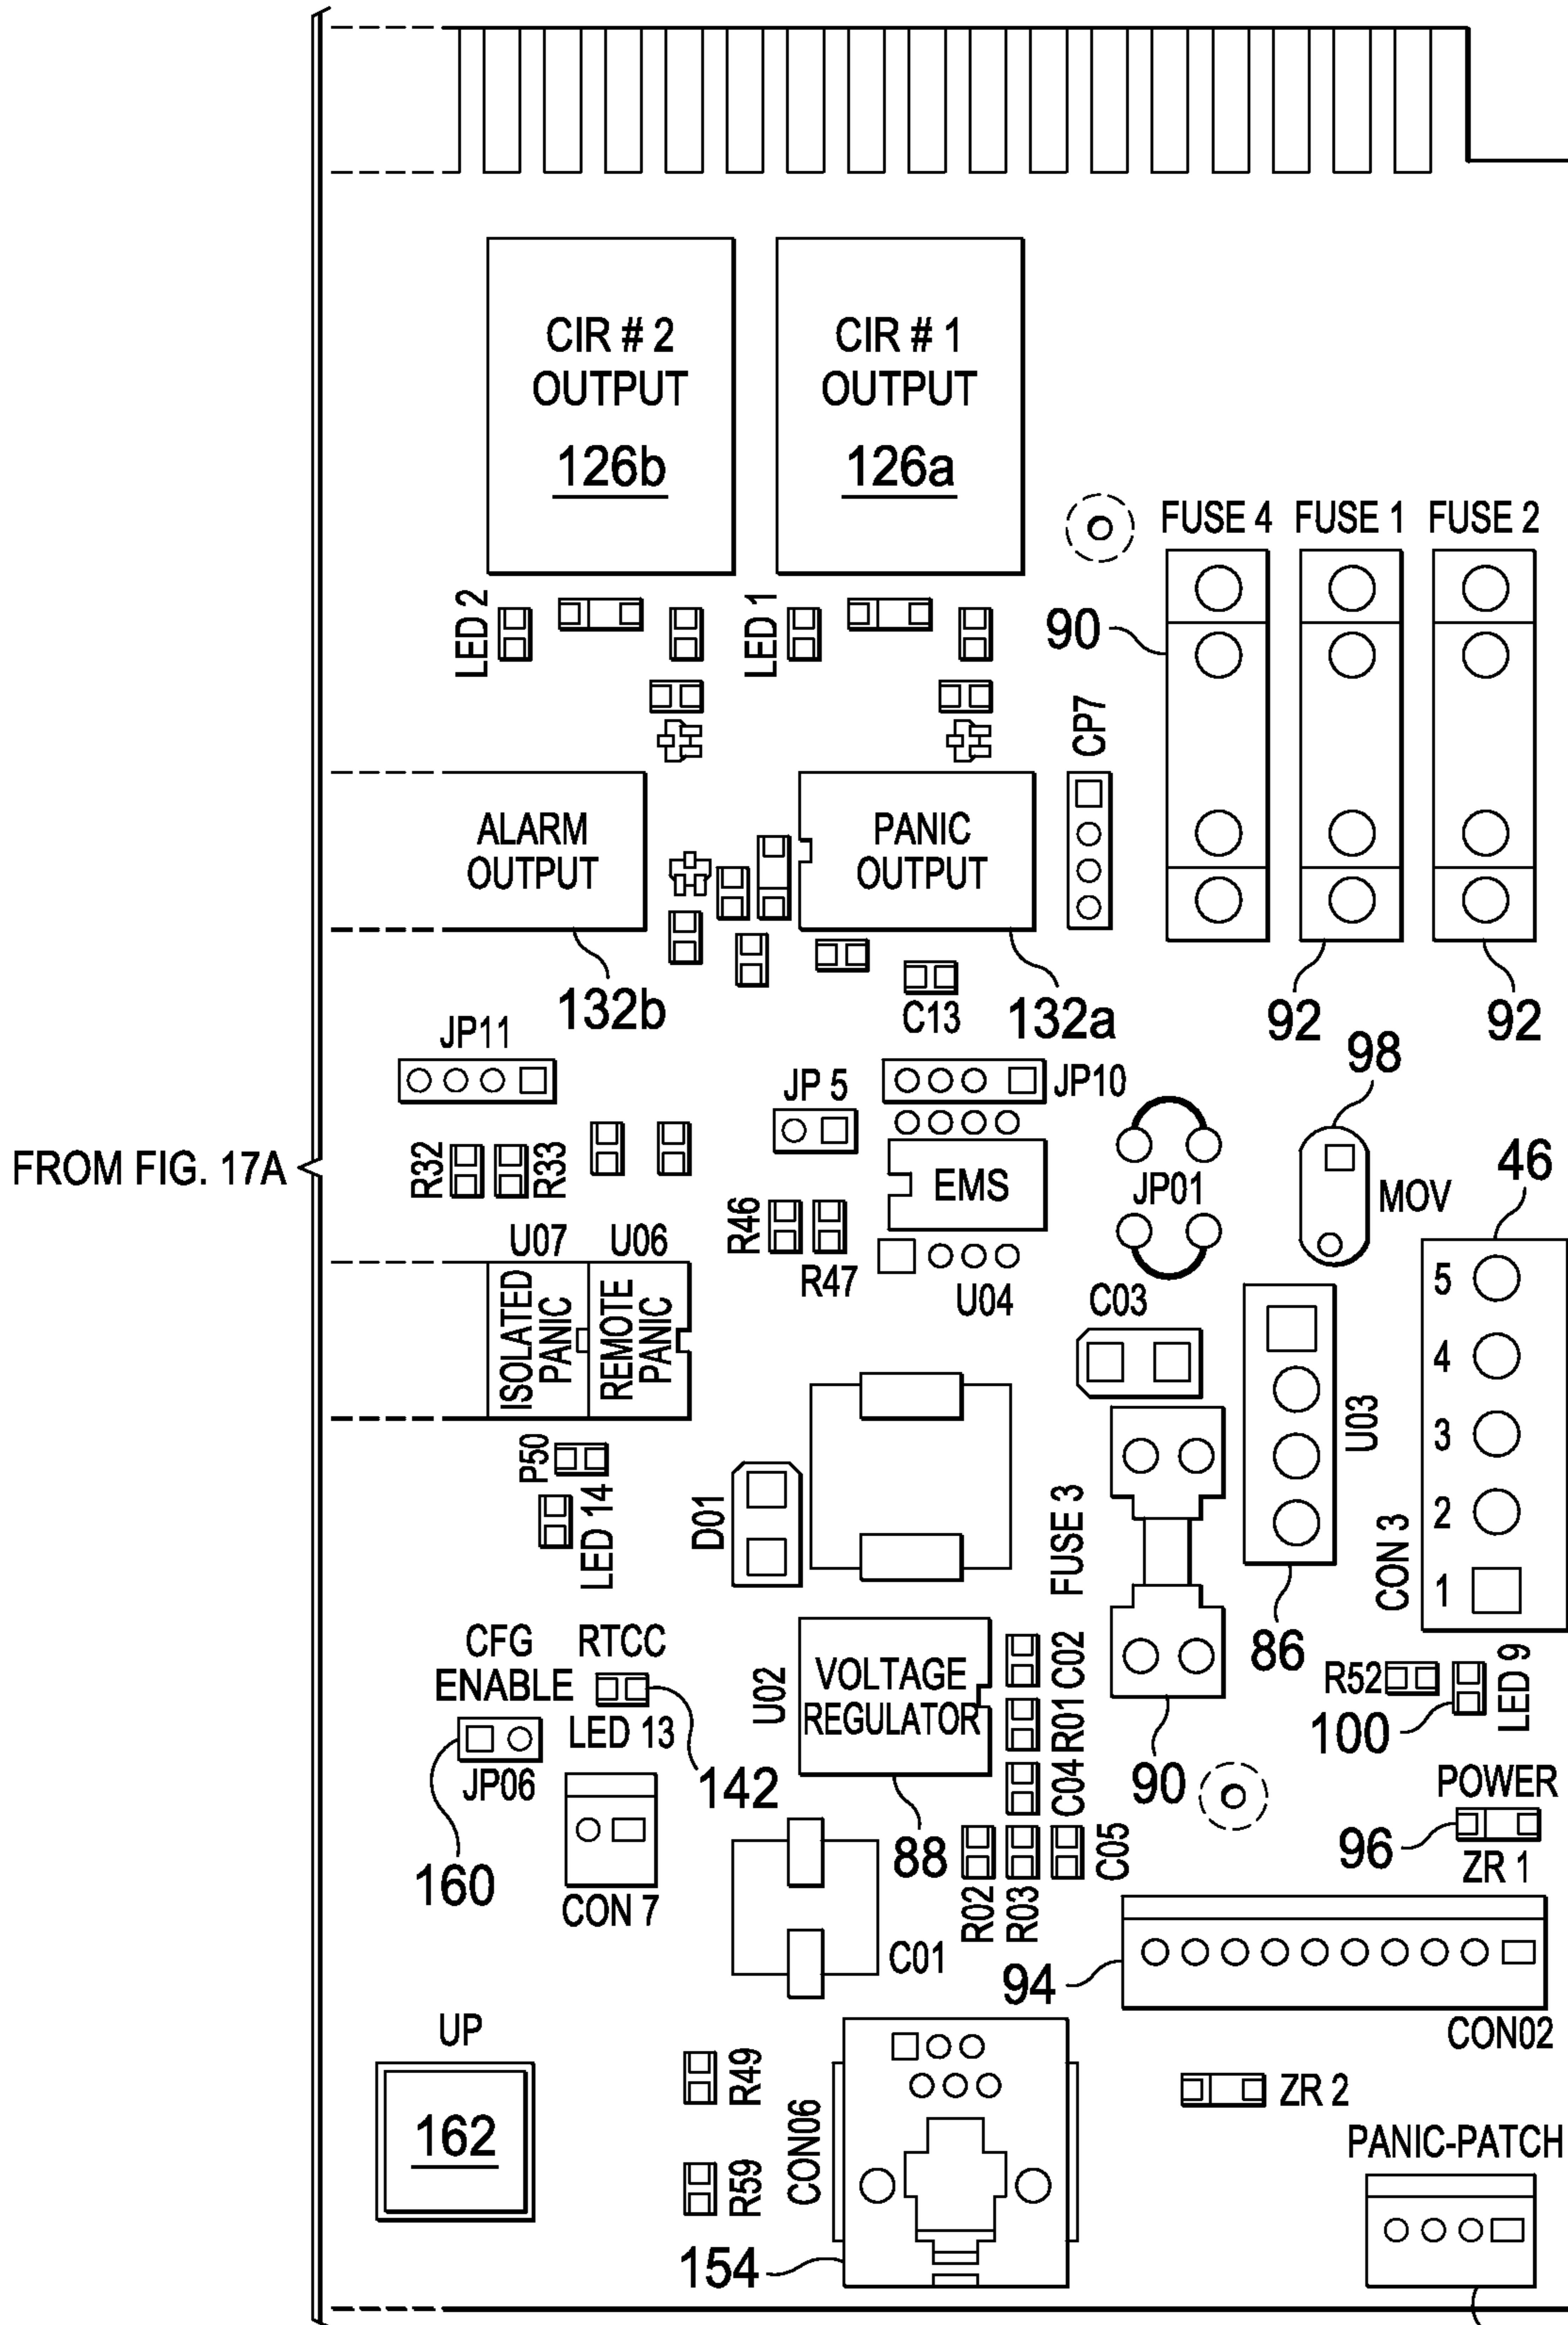 CIR # 2
OUTPUT
126b
CIR # 1
OUTPUT
126a
FUSE 4
FUSE 1
FUSE 2
LED 2
LED 1
90
CP7
ALARM
OUTPUT
PANIC
OUTPUT
132b
C13
132a
92
92
98
JP11
JP 5
JP10
FROM FIG. 17A
R32
R33
EMS
JP01
MOV
46
R46
R47
U04
U07
U06
ISOLATED
PANIC
REMOTE
PANIC
C03
5
4
3
2
1
U03
CON 3
P50
LED 14
D01
FUSE 3
86
CFG
ENABLE
RTCC
LED 13
JP06
142
160
CON 7
U02
VOLTAGE
REGULATOR
C02
R01
C04
88
90
R52
LED 9
100
POWER
96
ZR 1
R02
R03
C05
C01
94
CON02
UP
162
R49
R59
CON06
154
ZR 2
PANIC-PATCH